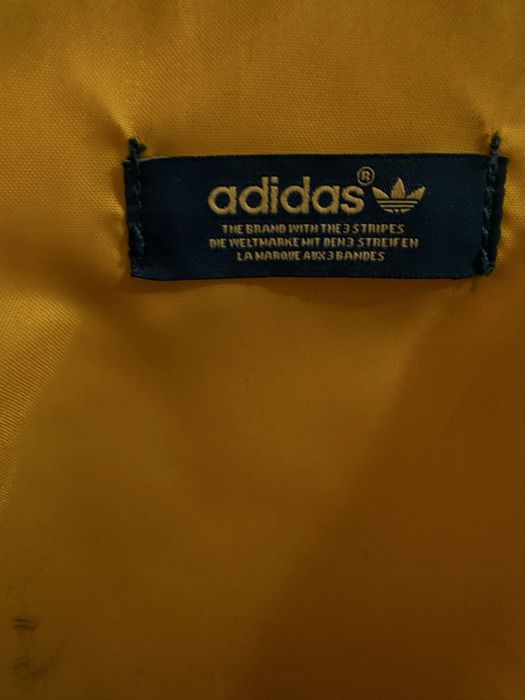 adidas®
THE BRAND WITH THE 3 STRIPES
DIE WELTMARKE MIT DEN 3 STREIFEN
LA MARQUE AUX 3 BANDES